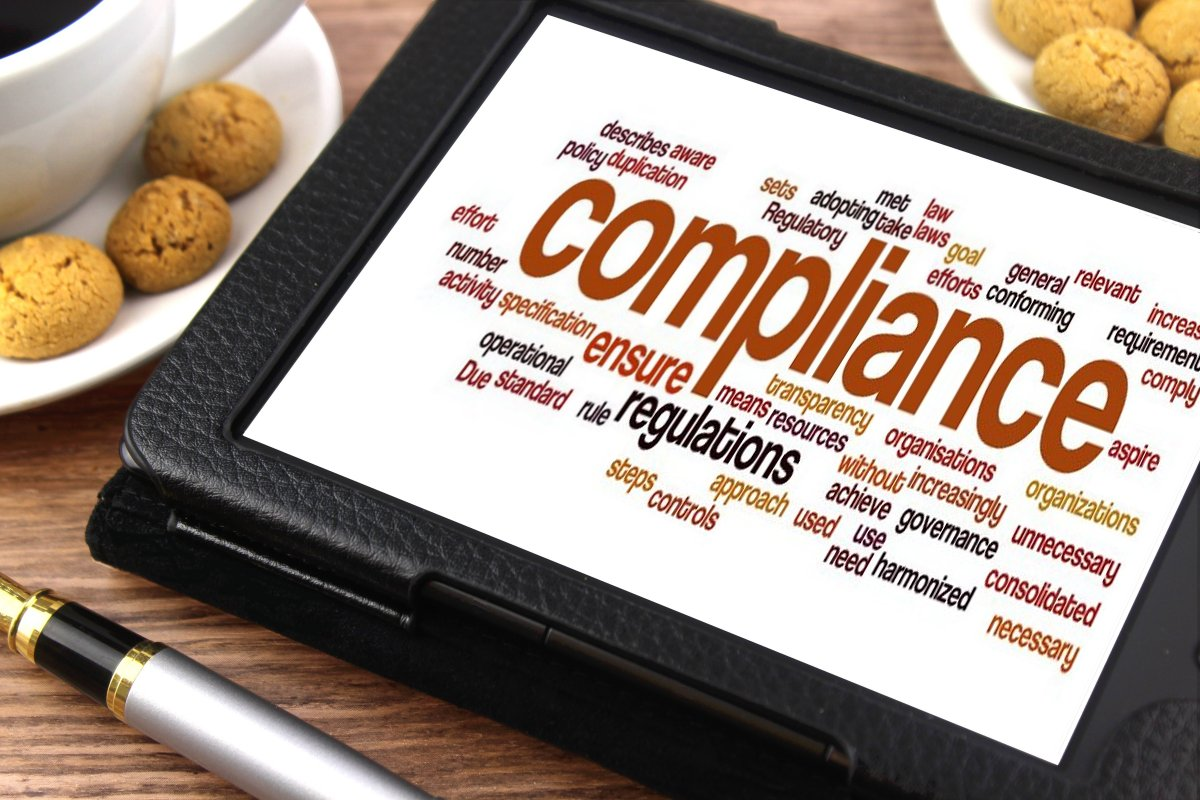 describes aware
policy duplication
sets adopting met law
Regulatory take laws goal
effort
compliance
number
efforts general relevant
conforming increas
activity specification
requirement
operational ensure
comply
Due standard
means transparency
rule regulations resources
organisations aspire
steps approach without increasingly organizations
controls used achieve governance unnecessary
use
need harmonized consolidated
necessary